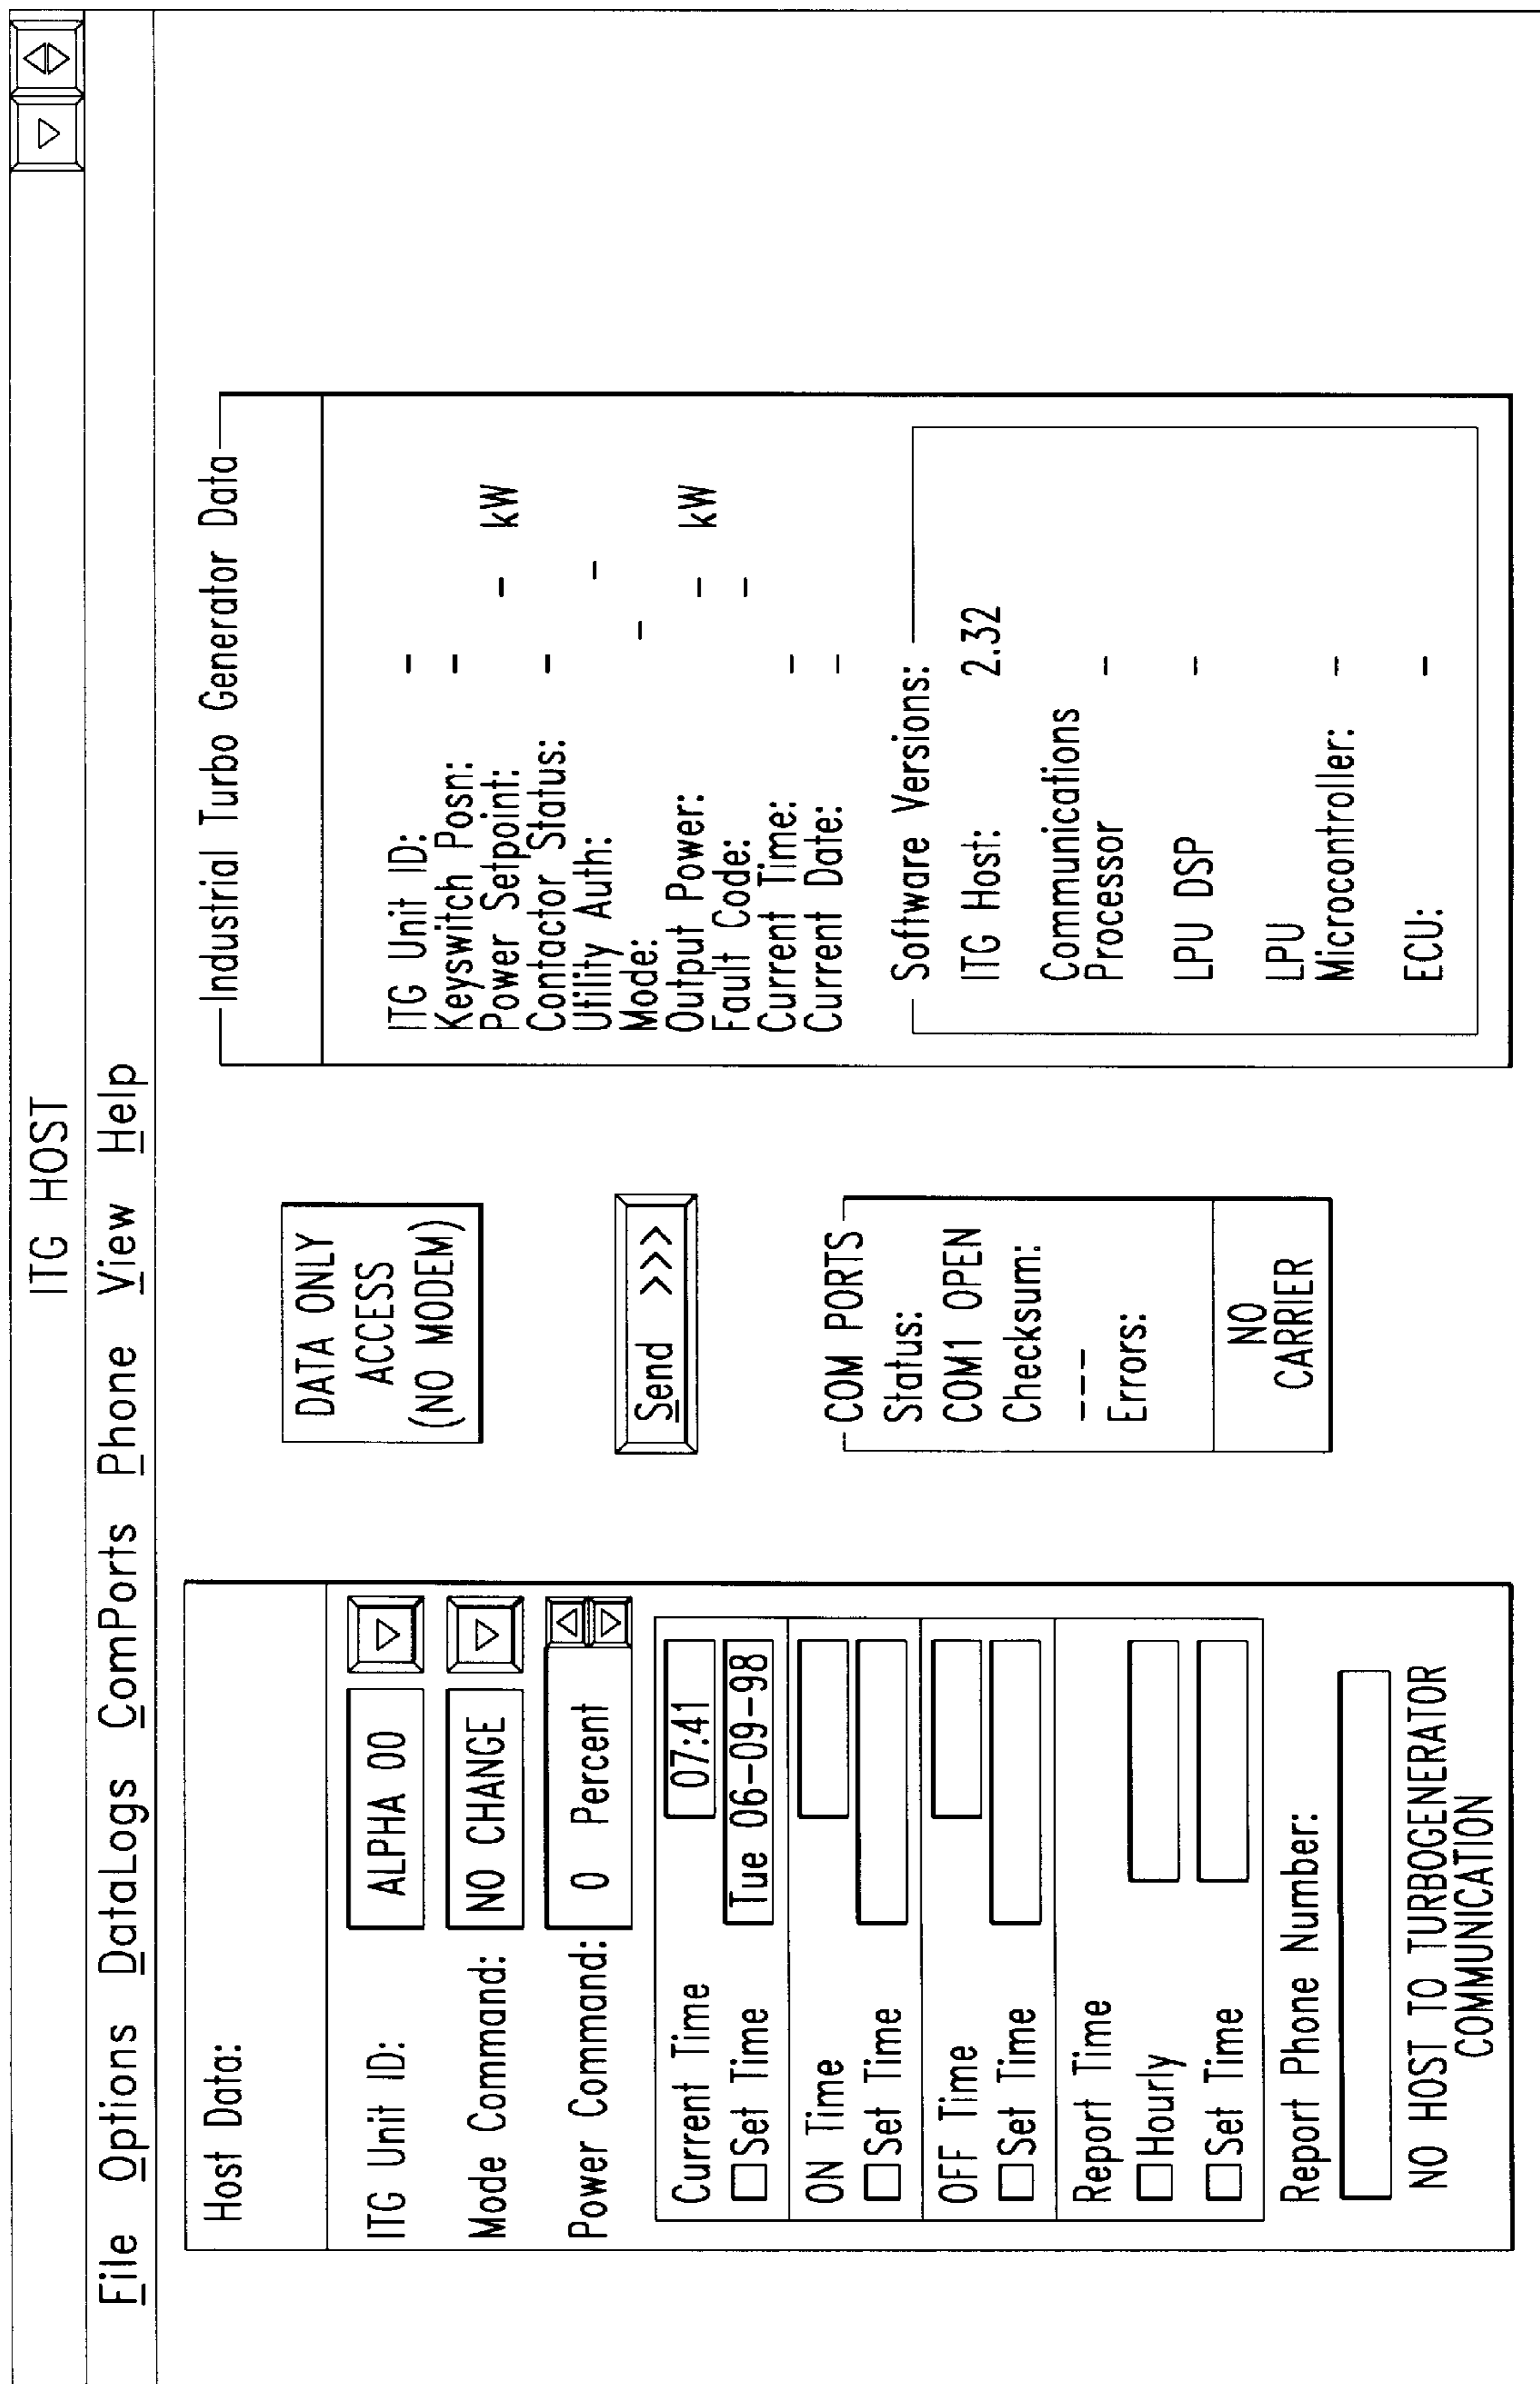 ITG HOST
File Options DataLogs ComPorts Phone View Help
Host Data:
ITG Unit ID: ALPHA 00
Mode Command: NO CHANGE
Power Command: 0 Percent
Current Time 07:41
Set Time Tue 06-09-98
ON Time
Set Time
OFF Time
Set Time
Report Time
Hourly
Set Time
Report Phone Number:
NO HOST TO TURBOGENERATOR
COMMUNICATION
DATA ONLY
ACCESS
(NO MODEM)
Send >>>
COM PORTS
Status:
COM1 OPEN
Checksum:
---
Errors:
NO
CARRIER
Industrial Turbo Generator Data
ITG Unit ID: -
Keyswitch Posn: -
Power Setpoint: - kW
Contactor Status: -
Utility Auth: -
Mode: -
Output Power: - kW
Fault Code: -
Current Time: -
Current Date: -
Software Versions:
ITG Host: 2.32
Communications
Processor -
LPU DSP -
LPU
Microcontroller: -
ECU: -